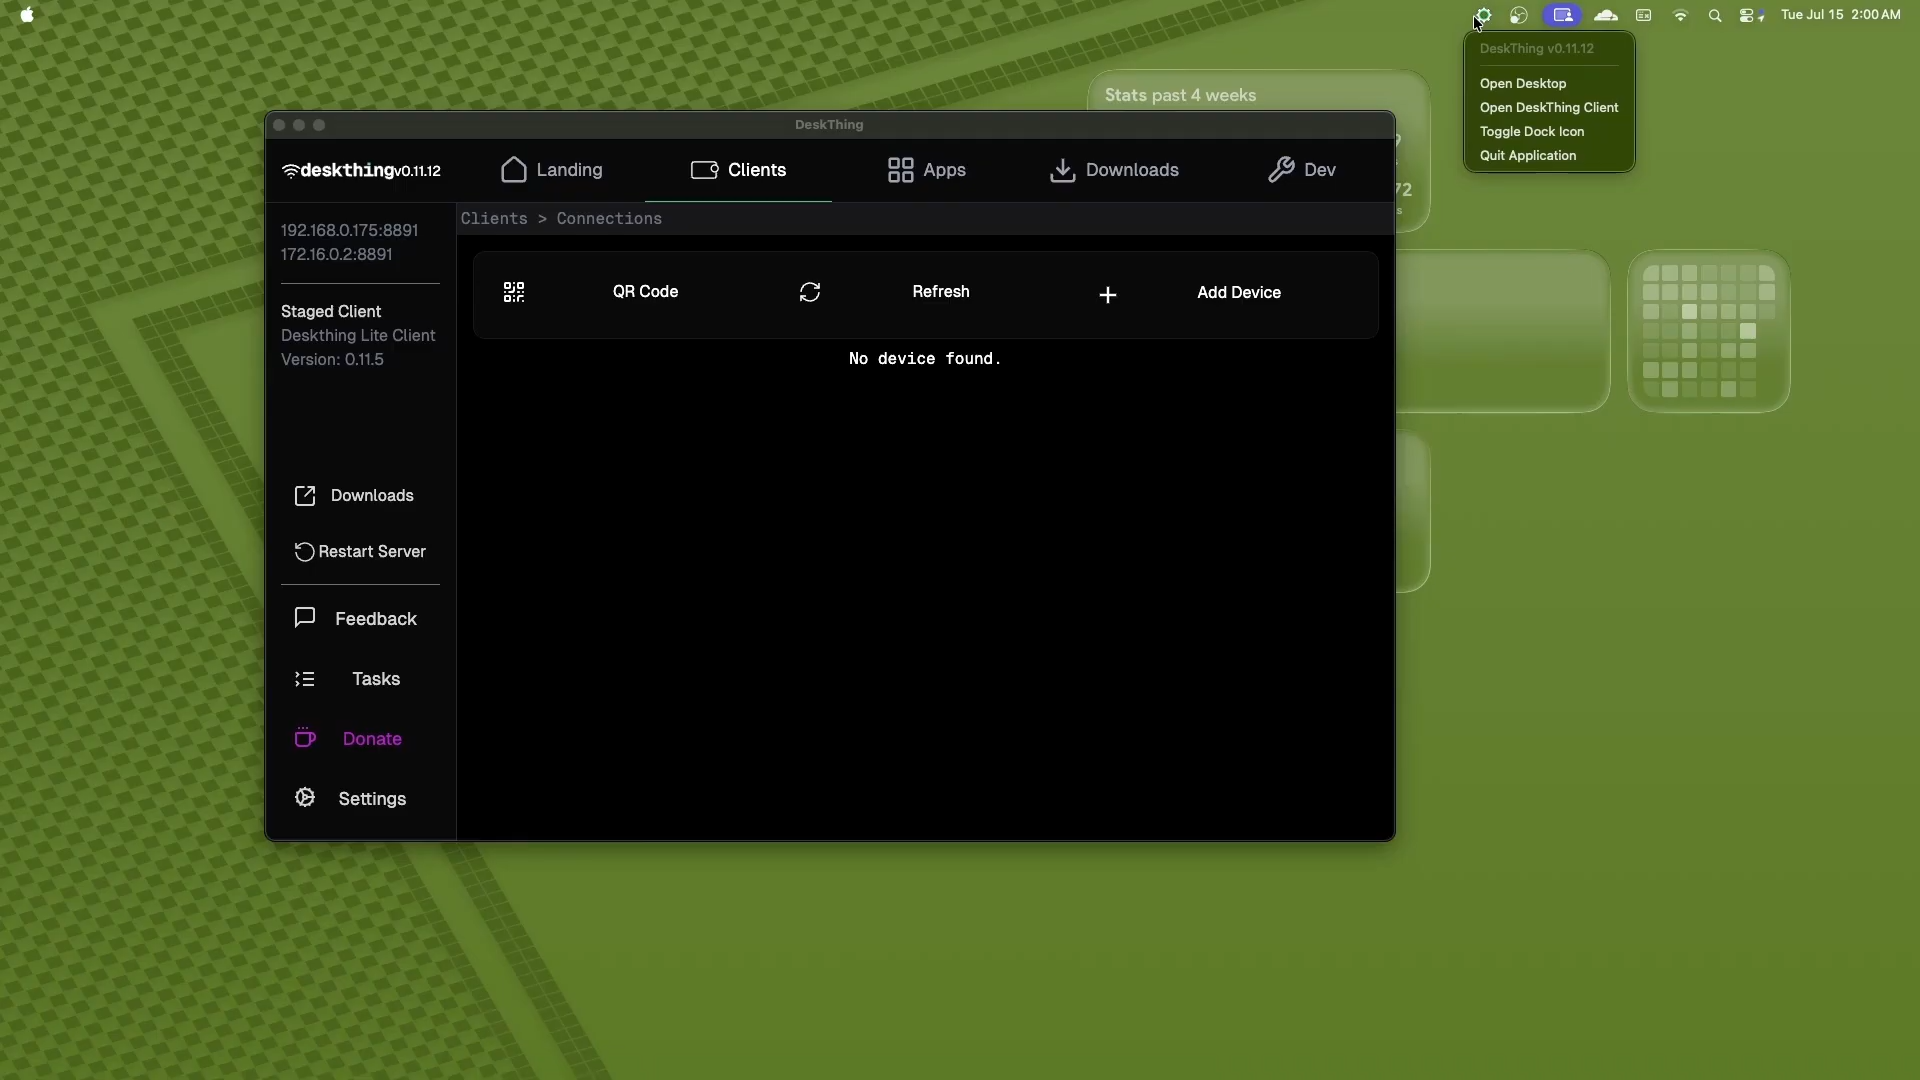 Tue Jul 15 2:00 AM
DeskThing v0.11.12
Open Desktop
Open DeskThing Client
Toggle Dock Icon
Quit Application
Stats past 4 weeks
72
s
DeskThing
deskthing v0.11.12
Landing
Clients
Apps
Downloads
Dev
192.168.0.175:8891
172.16.0.2:8891
Staged Client
Deskthing Lite Client
Version: 0.11.5
Downloads
Restart Server
Feedback
Tasks
Donate
Settings
Clients > Connections
QR Code
Refresh
Add Device
No device found.